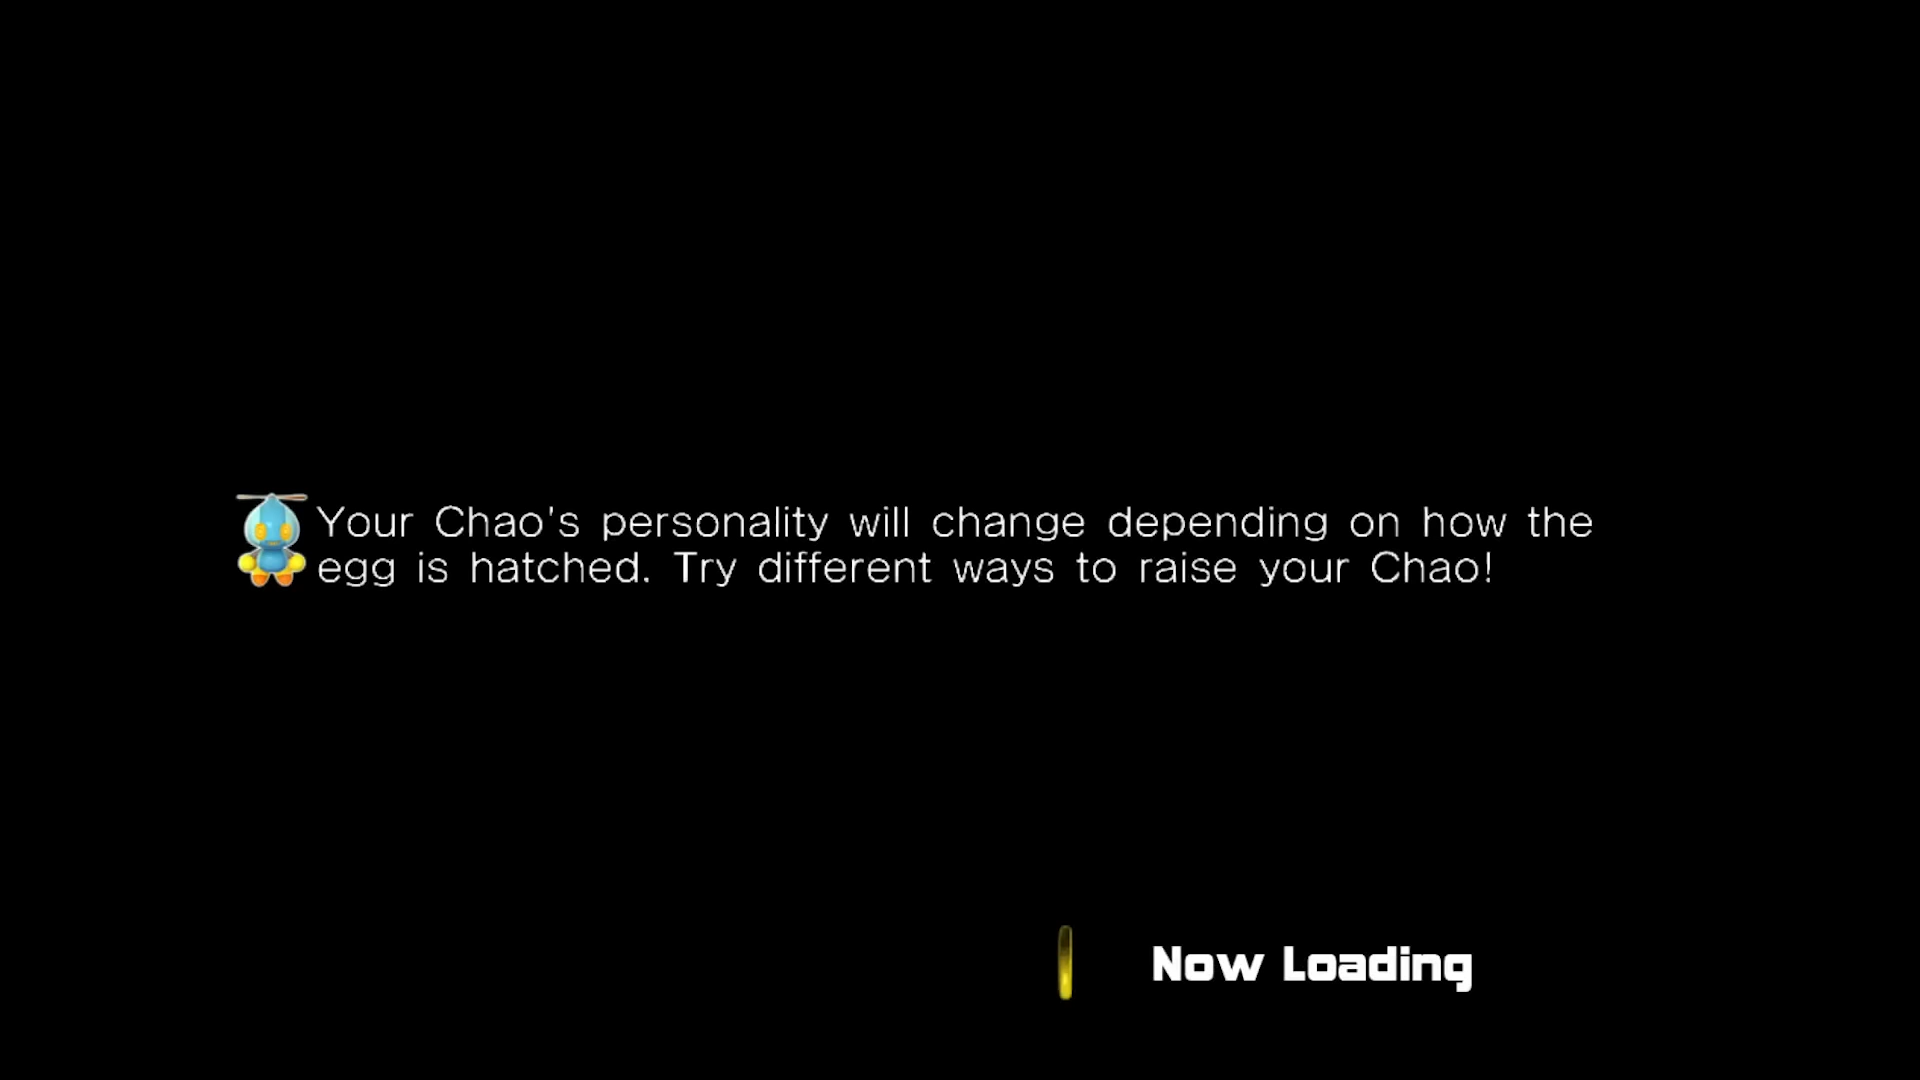 Your Chao's personality will change depending on how the
egg is hatched. Try different ways to raise your Chao!
Now Loading